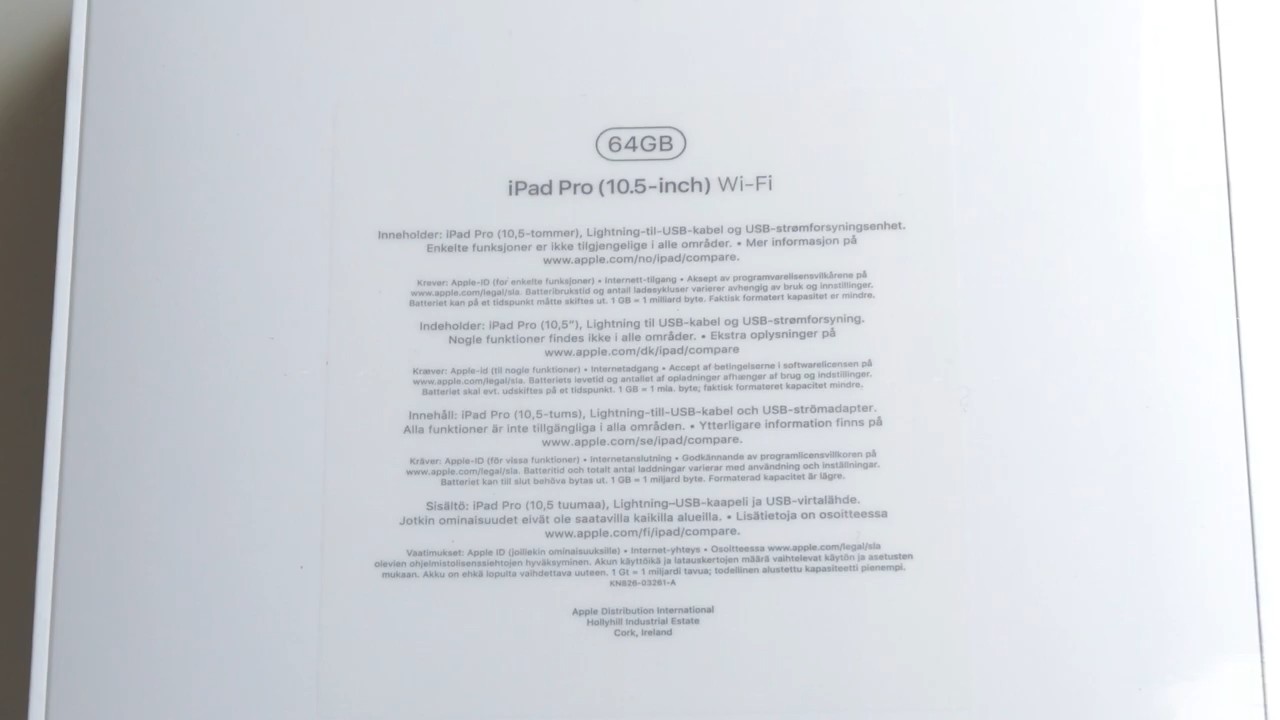 64GB
iPad Pro (10.5-inch) Wi-Fi
Inneholder: iPad Pro (10,5-tommer), Lightning-til-USB-kabel og USB-strømforsyningsenhet.
Enkelte funksjoner er ikke tilgjengelige i alle områder. • Mer informasjon på
www.apple.com/no/ipad/compare.
Krever: Apple-ID (for enkelte funksjoner) • Internett-tilgang • Aksept av programvarelisensvilkårene på
www.apple.com/legal/sla. Batteribrukstid og antall ladesykluser varierer avhengig av bruk og innstillinger.
Batteriet kan på et tidspunkt måtte skiftes ut. 1 GB = 1 milliard byte. Faktisk formatert kapasitet er mindre.
Indeholder: iPad Pro (10,5"), Lightning til USB-kabel og USB-strømforsyning.
Nogle funktioner findes ikke i alle områder. • Ekstra oplysninger på
www.apple.com/dk/ipad/compare
Kræver: Apple-id (til nogle funktioner) • Internetadgang • Accept af betingelserne i softwarelicensen på
www.apple.com/legal/sla. Batteriets levetid og antallet af opladninger afhænger af brug og indstillinger.
Batteriet skal evt. udskiftes på et tidspunkt. 1 GB = 1 mia. byte; faktisk formateret kapacitet mindre.
Innehåll: iPad Pro (10,5-tums), Lightning-till-USB-kabel och USB-strömadapter.
Alla funktioner är inte tillgängliga i alla områden. • Ytterligare information finns på
www.apple.com/se/ipad/compare.
Kräver: Apple-ID (för vissa funktioner) • Internetanslutning • Godkännande av programlicensvillkoren på
www.apple.com/legal/sla. Batteritid och totalt antal laddningar varierar med användning och inställningar.
Batteriet kan till slut behöva bytas ut. 1 GB = 1 miljard byte. Formaterad kapacitet är lägre.
Sisältö: iPad Pro (10,5 tuumaa), Lightning–USB-kaapeli ja USB-virtalähde.
Jotkin ominaisuudet eivät ole saatavilla kaikilla alueilla. • Lisätietoja on osoitteessa
www.apple.com/fi/ipad/compare.
Vaatimukset: Apple ID (joillekin ominaisuuksille) • Internet-yhteys • Osoitteessa www.apple.com/legal/sla
olevien ohjelmistolisenssiehtojen hyväksyminen. Akun käyttöikä ja latauskertojen määrä vaihtelevat käytön ja asetusten
mukaan. Akku on ehkä lopulta vaihdettava uuteen. 1 Gt = 1 miljardi tavua; todellinen alustettu kapasiteetti pienempi.
KN826-03261-A
Apple Distribution International
Hollyhill Industrial Estate
Cork, Ireland